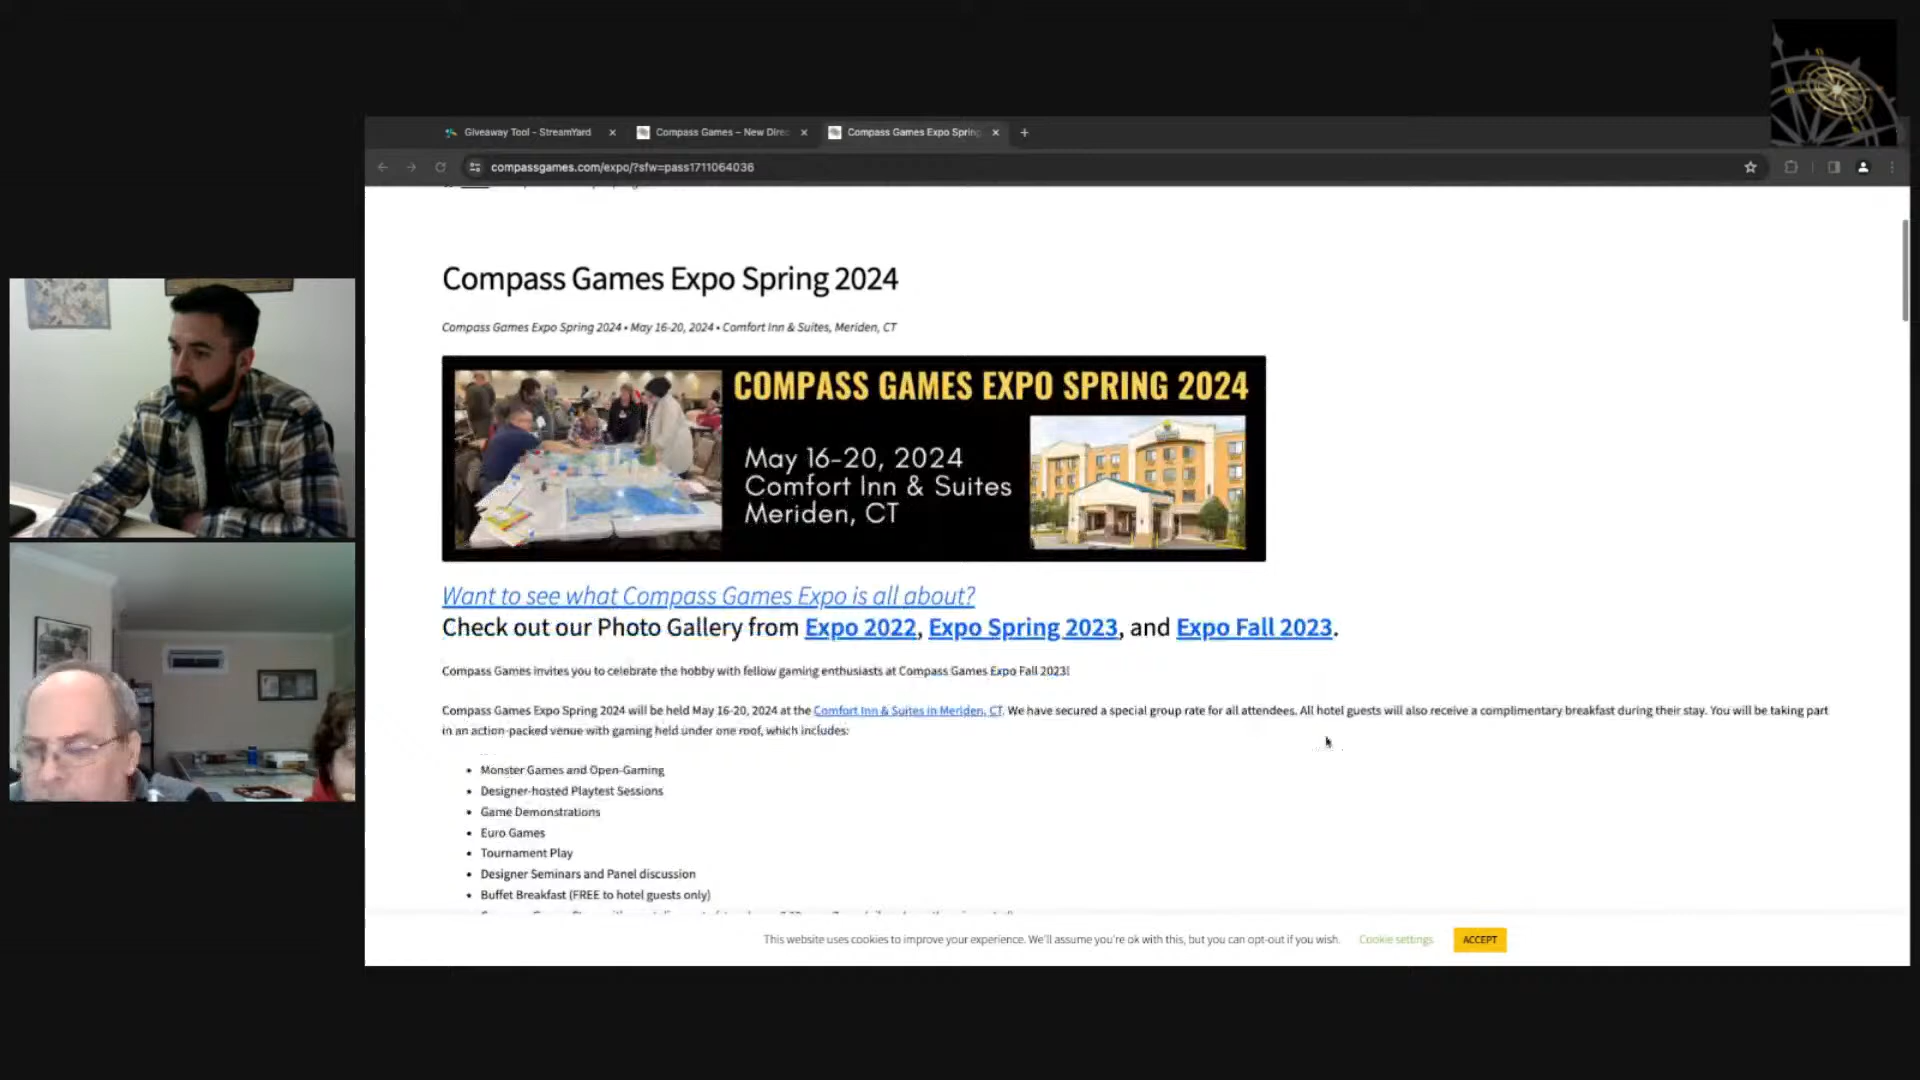 Giveaway Tool - StreamYard
Compass Games – New Direc
Compass Games Expo Spring
compassgames.com/expo/?sfw=pass1711064036
Compass Games Expo Spring 2024
Compass Games Expo Spring 2024 • May 16-20, 2024 • Comfort Inn & Suites, Meriden, CT
COMPASS GAMES EXPO SPRING 2024
May 16-20, 2024
Comfort Inn & Suites
Meriden, CT
Want to see what Compass Games Expo is all about?
Check out our Photo Gallery from Expo 2022, Expo Spring 2023, and Expo Fall 2023.
Compass Games invites you to celebrate the hobby with fellow gaming enthusiasts at Compass Games Expo Fall 2023!
Compass Games Expo Spring 2024 will be held May 16-20, 2024 at the Comfort Inn & Suites in Meriden, CT. We have secured a special group rate for all attendees. All hotel guests will also receive a complimentary breakfast during their stay. You will be taking part
in an action-packed venue with gaming held under one roof, which includes:
• Monster Games and Open-Gaming
• Designer-hosted Playtest Sessions
• Game Demonstrations
• Euro Games
• Tournament Play
• Designer Seminars and Panel discussion
• Buffet Breakfast (FREE to hotel guests only)
This website uses cookies to improve your experience. We'll assume you're ok with this, but you can opt-out if you wish. Cookie settings ACCEPT